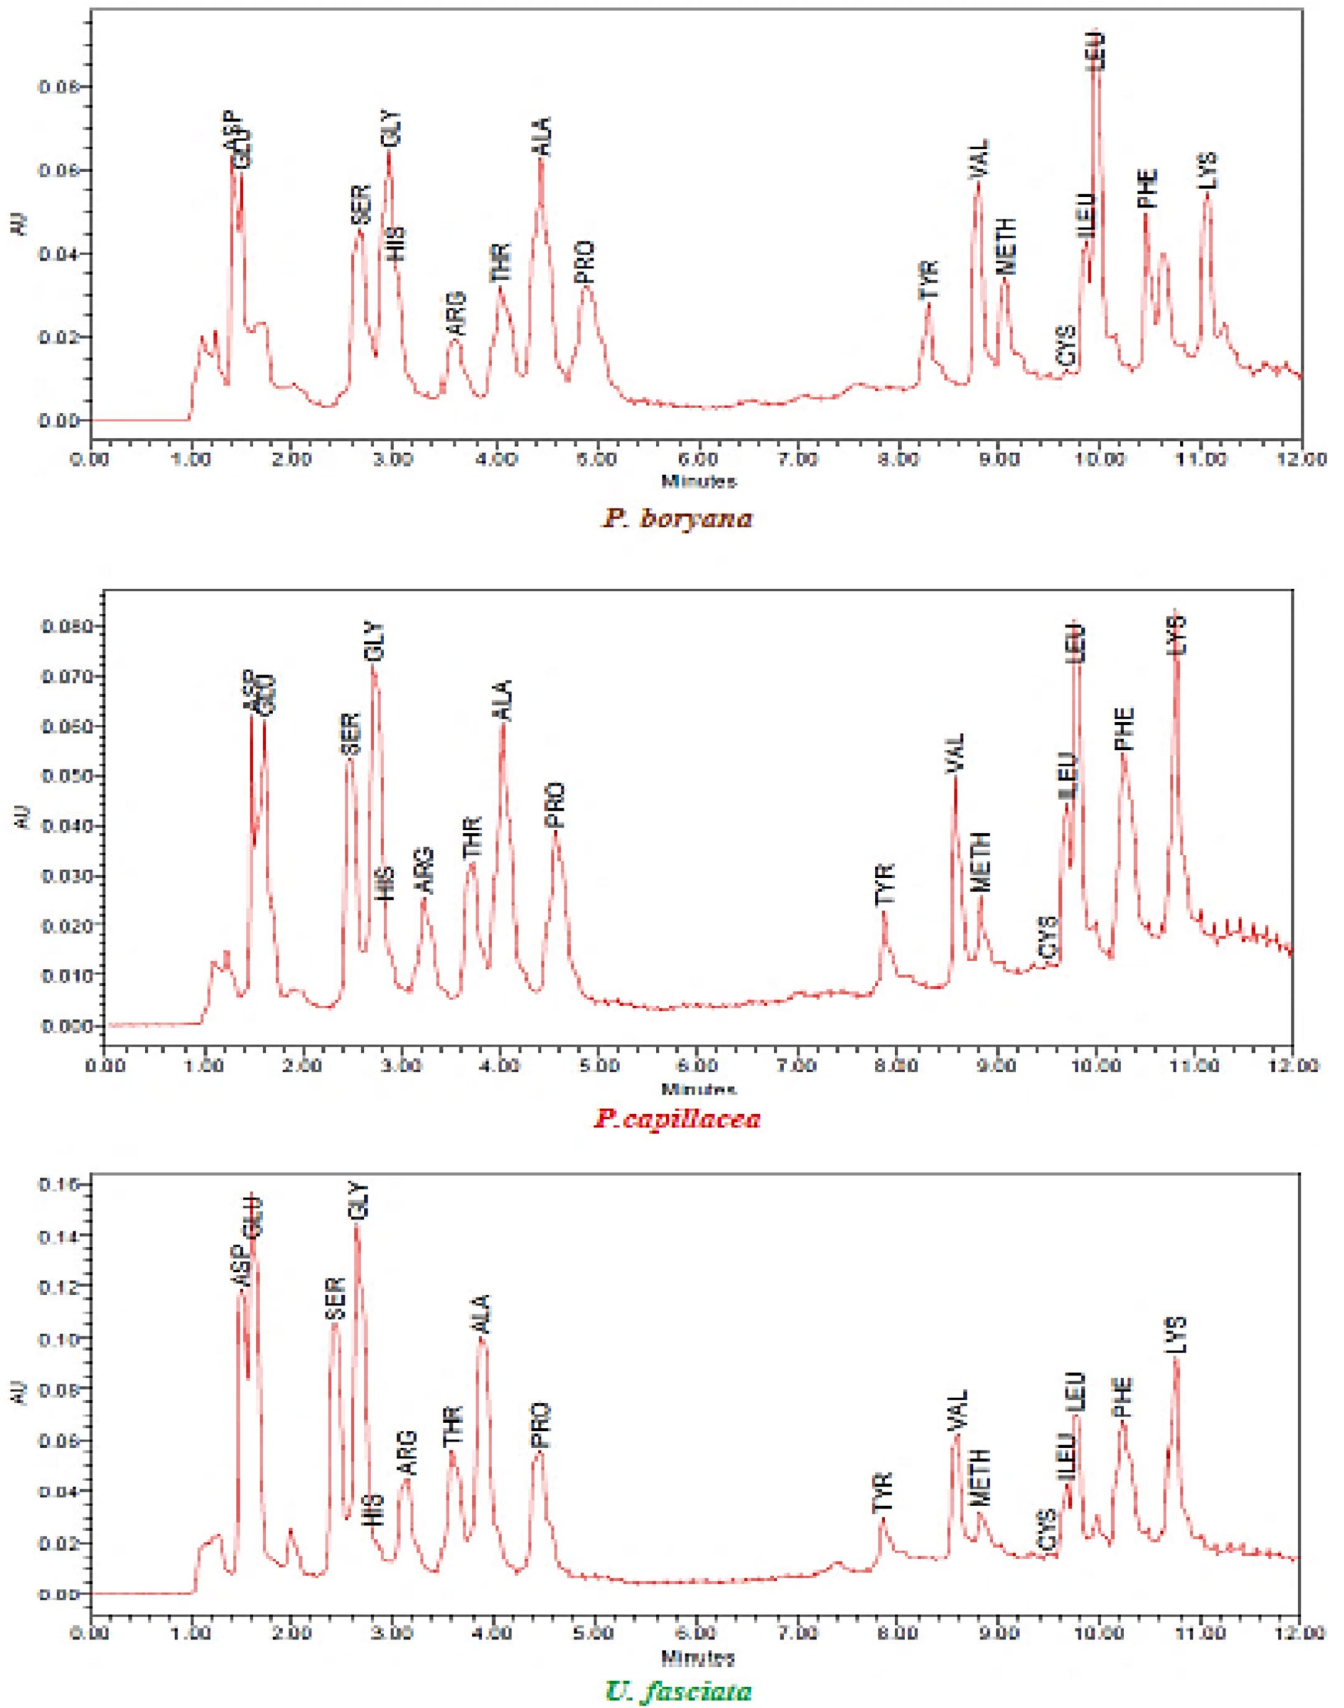 ASP
GLU
SER
GLY
HIS
ARG
THR
ALA
PRO
TYR
VAL
METH
CYS
ILEU
LEU
PHE
LYS
0.08
0.06
0.04
0.02
0.00
AU
0.00 1.00 2.00 3.00 4.00 5.00 6.00 7.00 8.00 9.00 10.00 11.00 12.00
Minutes
P. boryana
ASP
GLU
SER
GLY
HIS
ARG
THR
ALA
PRO
TYR
VAL
METH
CYS
ILEU
LEU
PHE
LYS
0.080
0.070
0.060
0.050
0.040
0.030
0.020
0.010
0.000
AU
0.00 1.00 2.00 3.00 4.00 5.00 6.00 7.00 8.00 9.00 10.00 11.00 12.00
Minutes
P.capillacea
ASP
GLU
SER
GLY
HIS
ARG
THR
ALA
PRO
TYR
VAL
METH
CYS
ILEU
LEU
PHE
LYS
0.16
0.14
0.12
0.10
0.08
0.06
0.04
0.02
0.00
AU
0.00 1.00 2.00 3.00 4.00 5.00 6.00 7.00 8.00 9.00 10.00 11.00 12.00
Minutes
U. fasciata